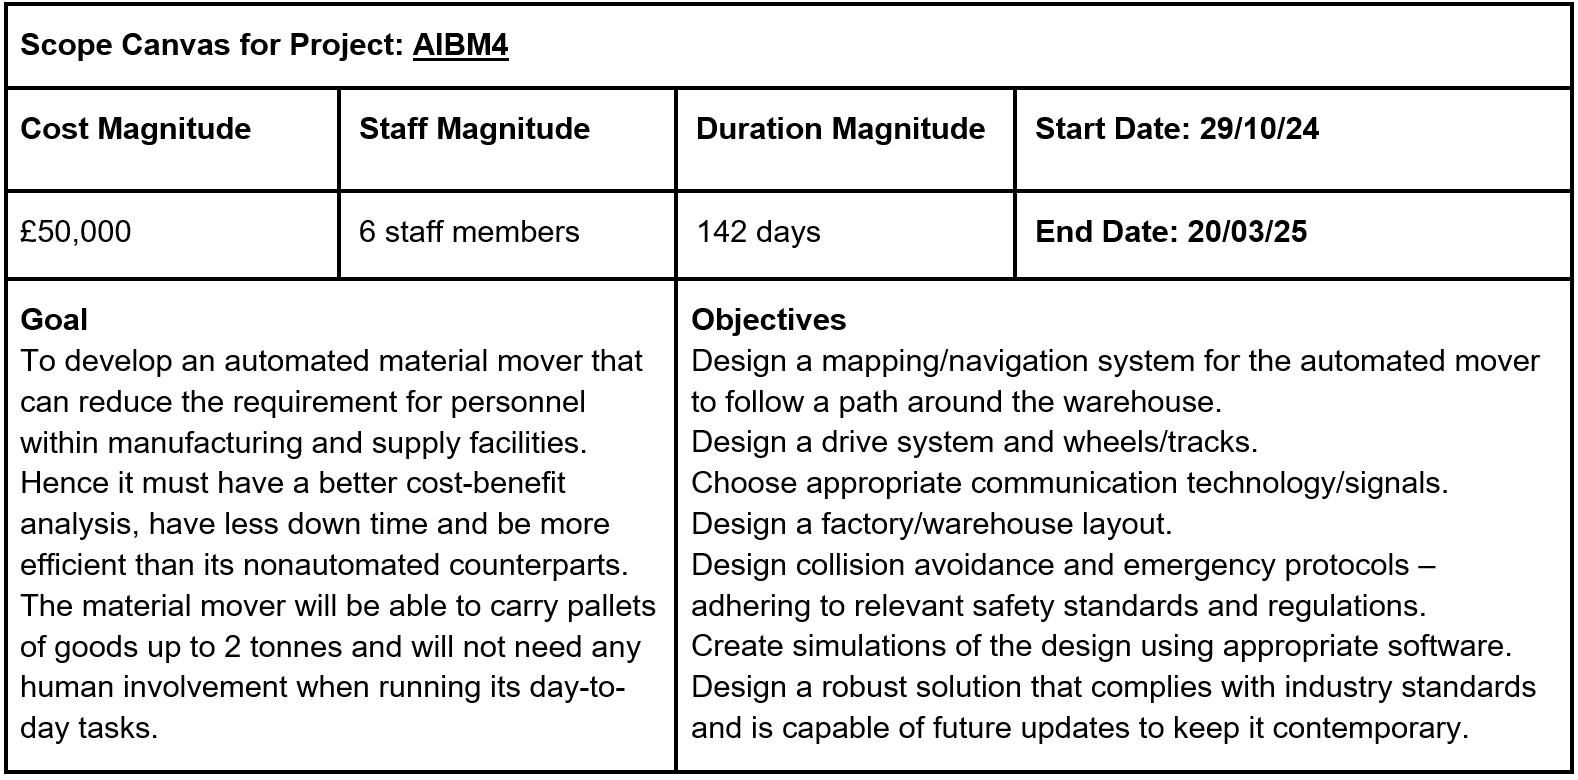 Scope Canvas for Project: AIBM4
Cost Magnitude
Staff Magnitude
Duration Magnitude
Start Date: 29/10/24
£50,000
6 staff members
142 days
End Date: 20/03/25
Goal
To develop an automated material mover that
can reduce the requirement for personnel
within manufacturing and supply facilities.
Hence it must have a better cost-benefit
analysis, have less down time and be more
efficient than its nonautomated counterparts.
The material mover will be able to carry pallets
of goods up to 2 tonnes and will not need any
human involvement when running its day-to-
day tasks.
Objectives
Design a mapping/navigation system for the automated mover
to follow a path around the warehouse.
Design a drive system and wheels/tracks.
Choose appropriate communication technology/signals.
Design a factory/warehouse layout.
Design collision avoidance and emergency protocols –
adhering to relevant safety standards and regulations.
Create simulations of the design using appropriate software.
Design a robust solution that complies with industry standards
and is capable of future updates to keep it contemporary.